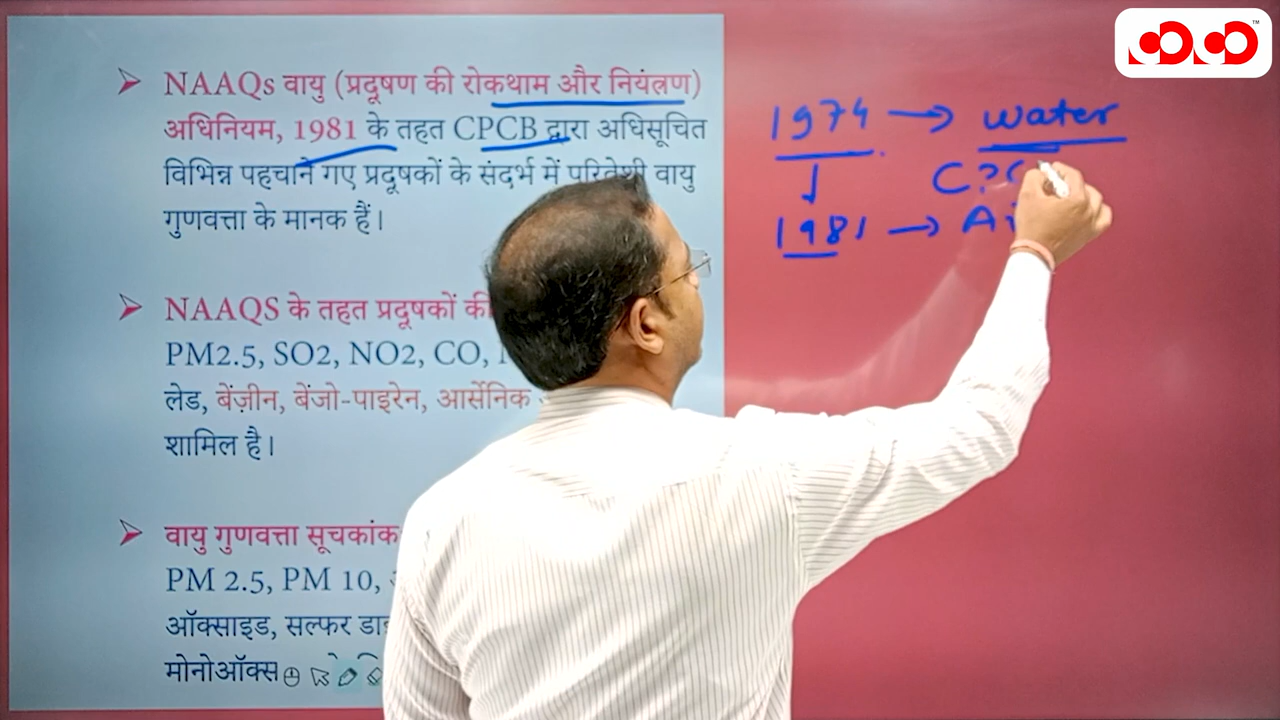 ➤ NAAQs वायु (प्रदूषण की रोकथाम और नियंत्रण)
अधिनियम, 1981 के तहत CPCB द्वारा अधिसूचित
विभिन्न पहचाने गए प्रदूषकों के संदर्भ में परिवेशी वायु
गुणवत्ता के मानक हैं।
➤ NAAQS के तहत प्रदूषकों की
PM2.5, SO2, NO2, CO,
लेड, बेंज़ीन, बेंजो-पाइरेन, आर्सेनिक
शामिल है।
➤ वायु गुणवत्ता सूचकांक
PM 2.5, PM 10,
ऑक्साइड, सल्फर
1974 → water
1981 →